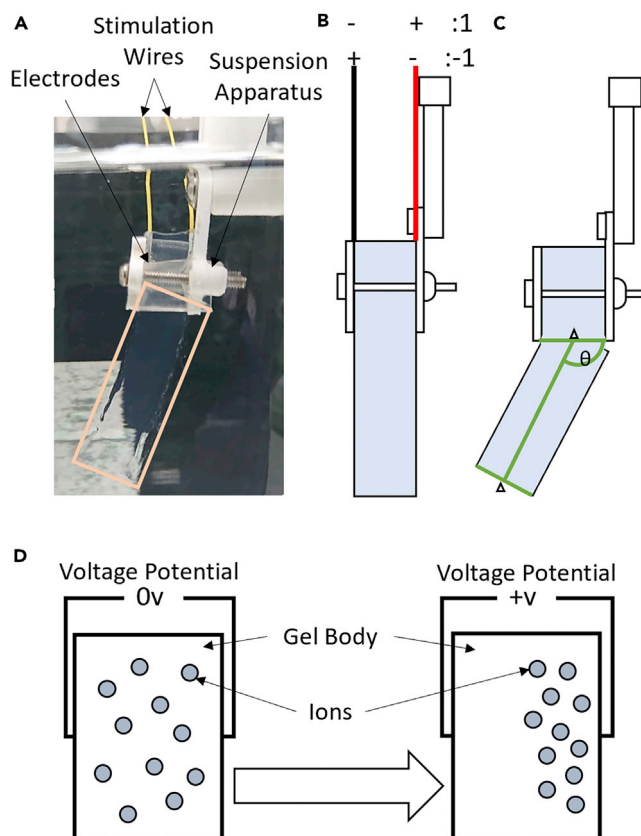 A
Stimulation
Wires
Electrodes
Suspension
Apparatus
B
- + :1
+ - :-1
C
Δ
θ
Δ
D
Voltage Potential
0v
Voltage Potential
+v
Gel Body
Ions